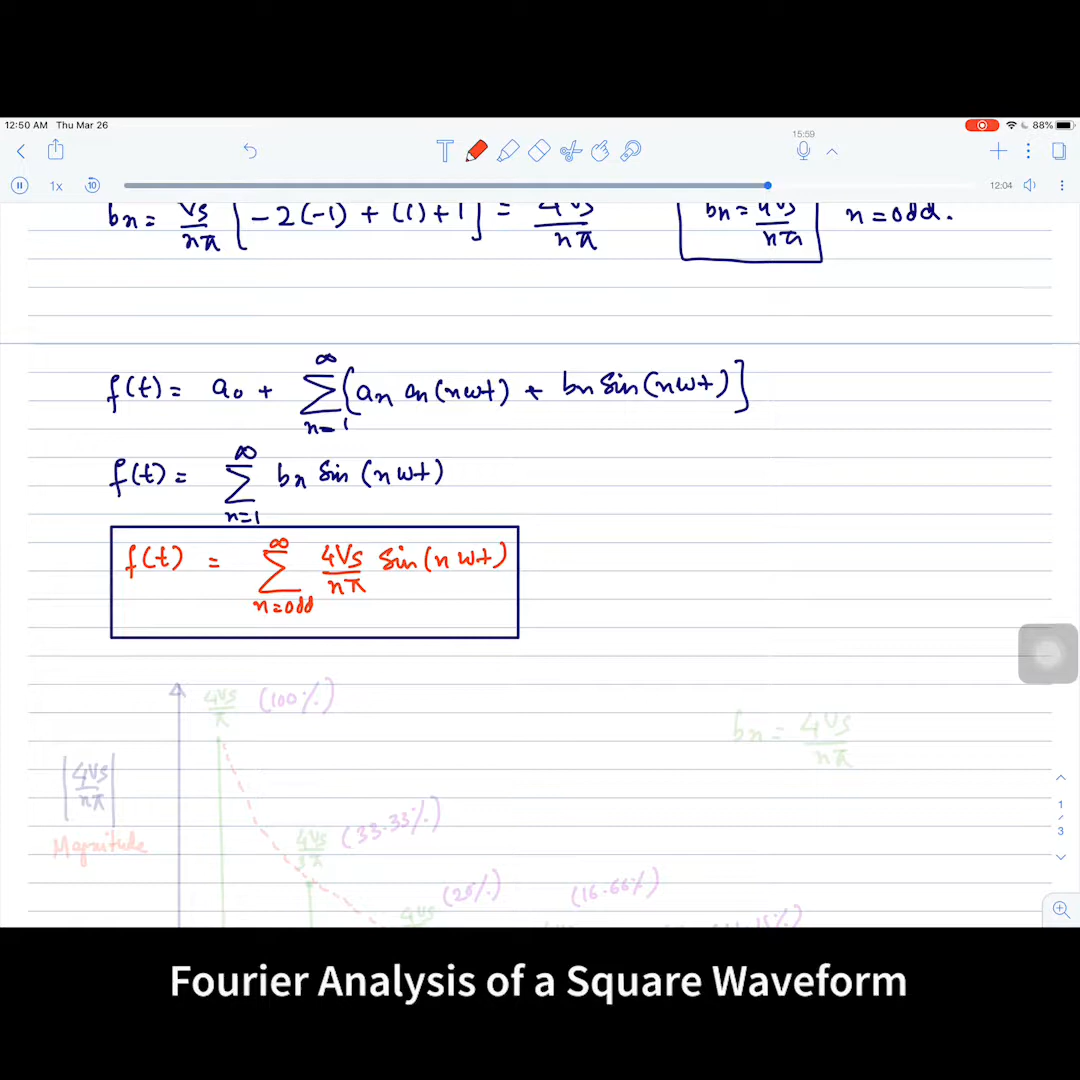 12:50 AM Thu Mar 26
88%
15:59
1x
10
12:04
bn = Vs/nπ [-2(-1) + (1)+1] = 4Vs/nπ
bn = 4Vs/nπ
n = odd.
f(t) = a0 + ∞∑n=1 [an cos(nωt) + bn sin(nωt)]
f(t) = ∞∑n=1 bn sin(nωt)
f(t) = ∞∑n=odd 4Vs/nπ sin(nωt)
4Vs/π (100%)
bn = 4Vs/nπ
|4Vs/nπ|
Magnitude
4Vs/3π (33.33%)
(20%)
(16.66%)
4Vs
1
/
3
Fourier Analysis of a Square Waveform